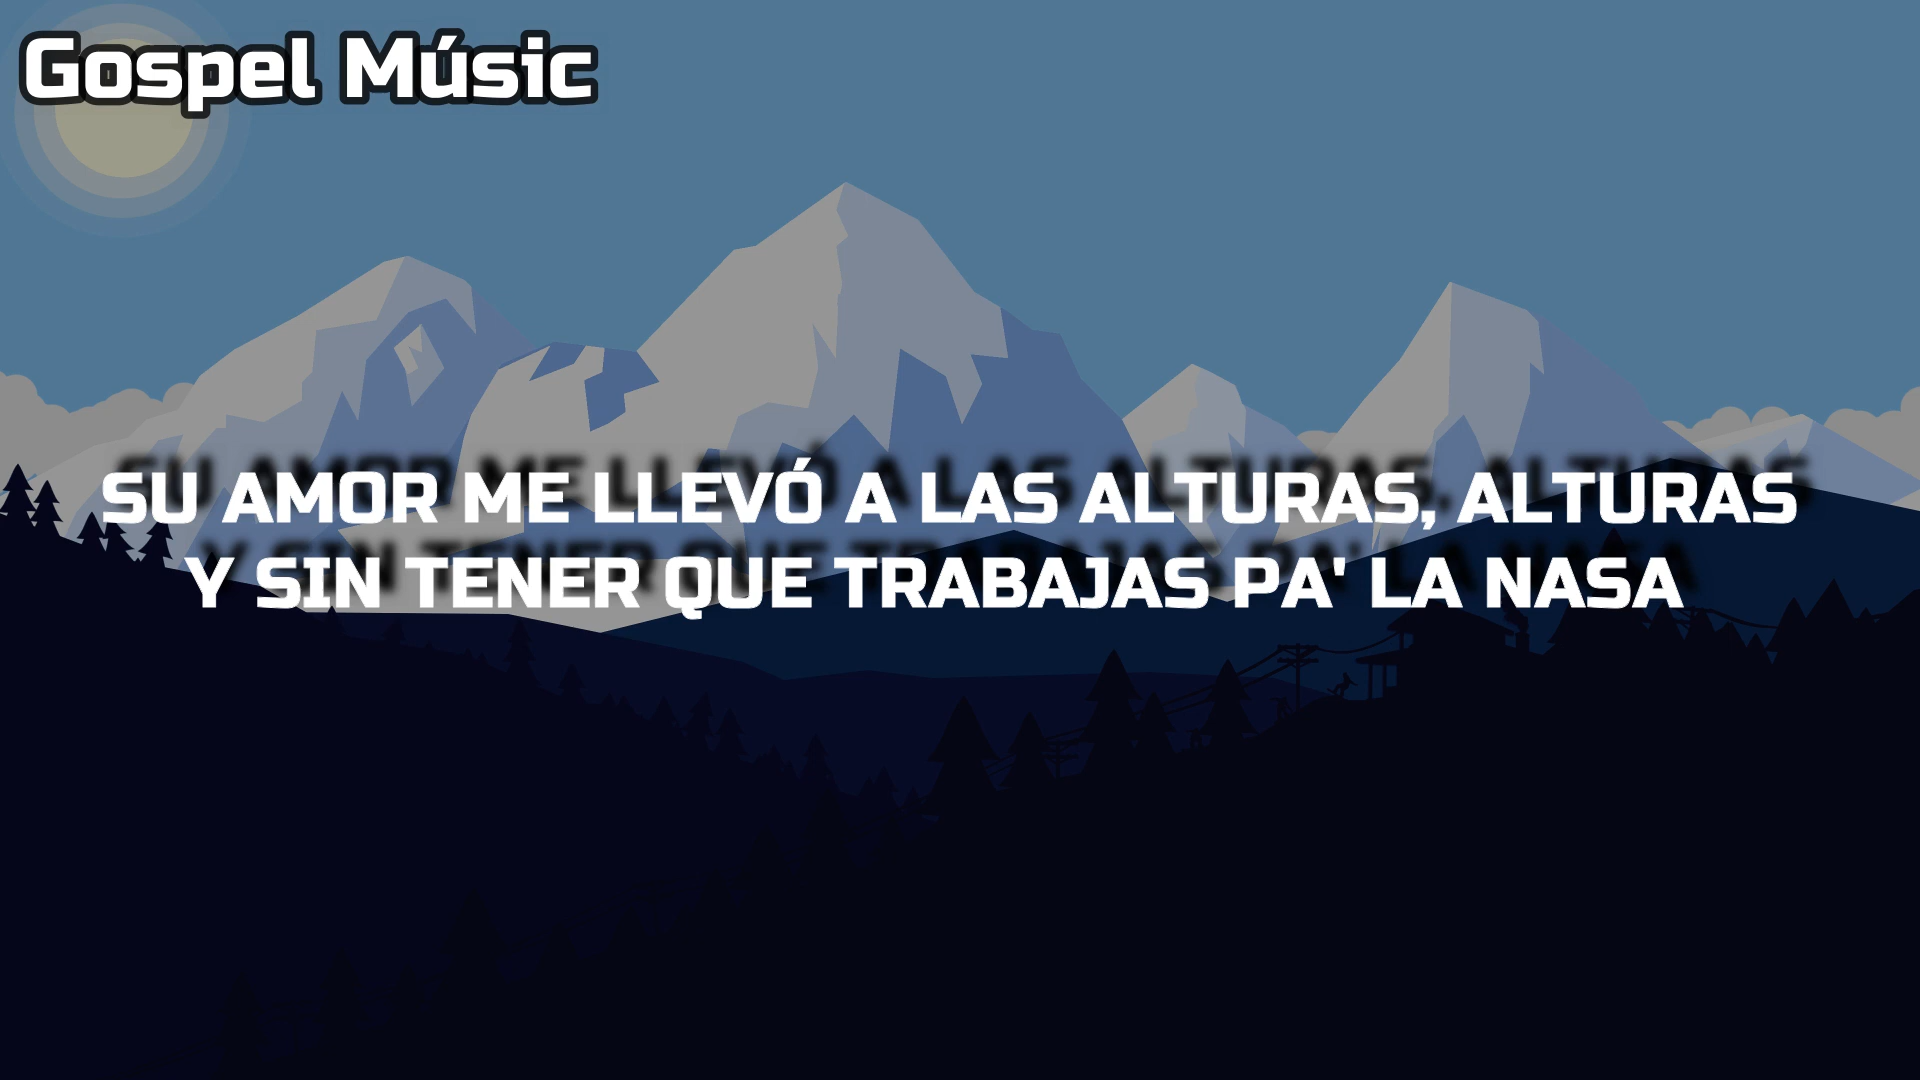 Gospel Músic
SU AMOR ME LLEVÓ A LAS ALTURAS, ALTURAS
Y SIN TENER QUE TRABAJAS PA' LA NASA